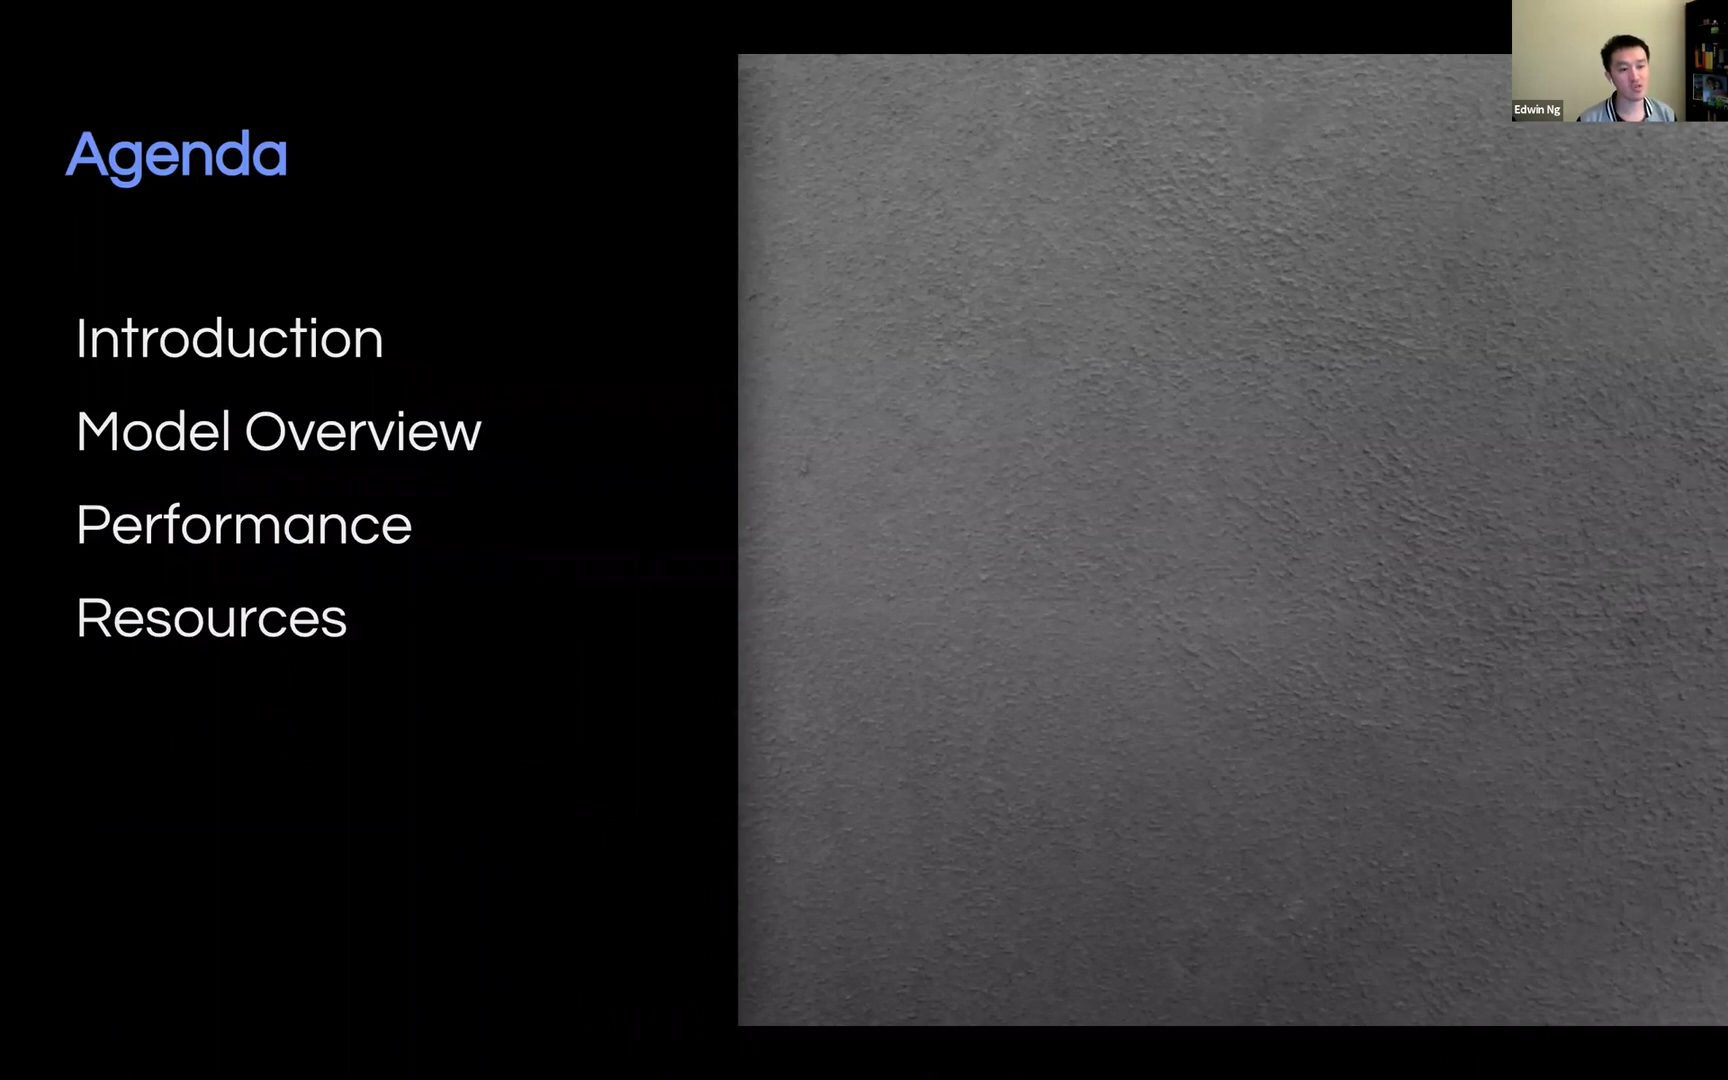 Agenda
Introduction
Model Overview
Performance
Resources
Edwin Ng